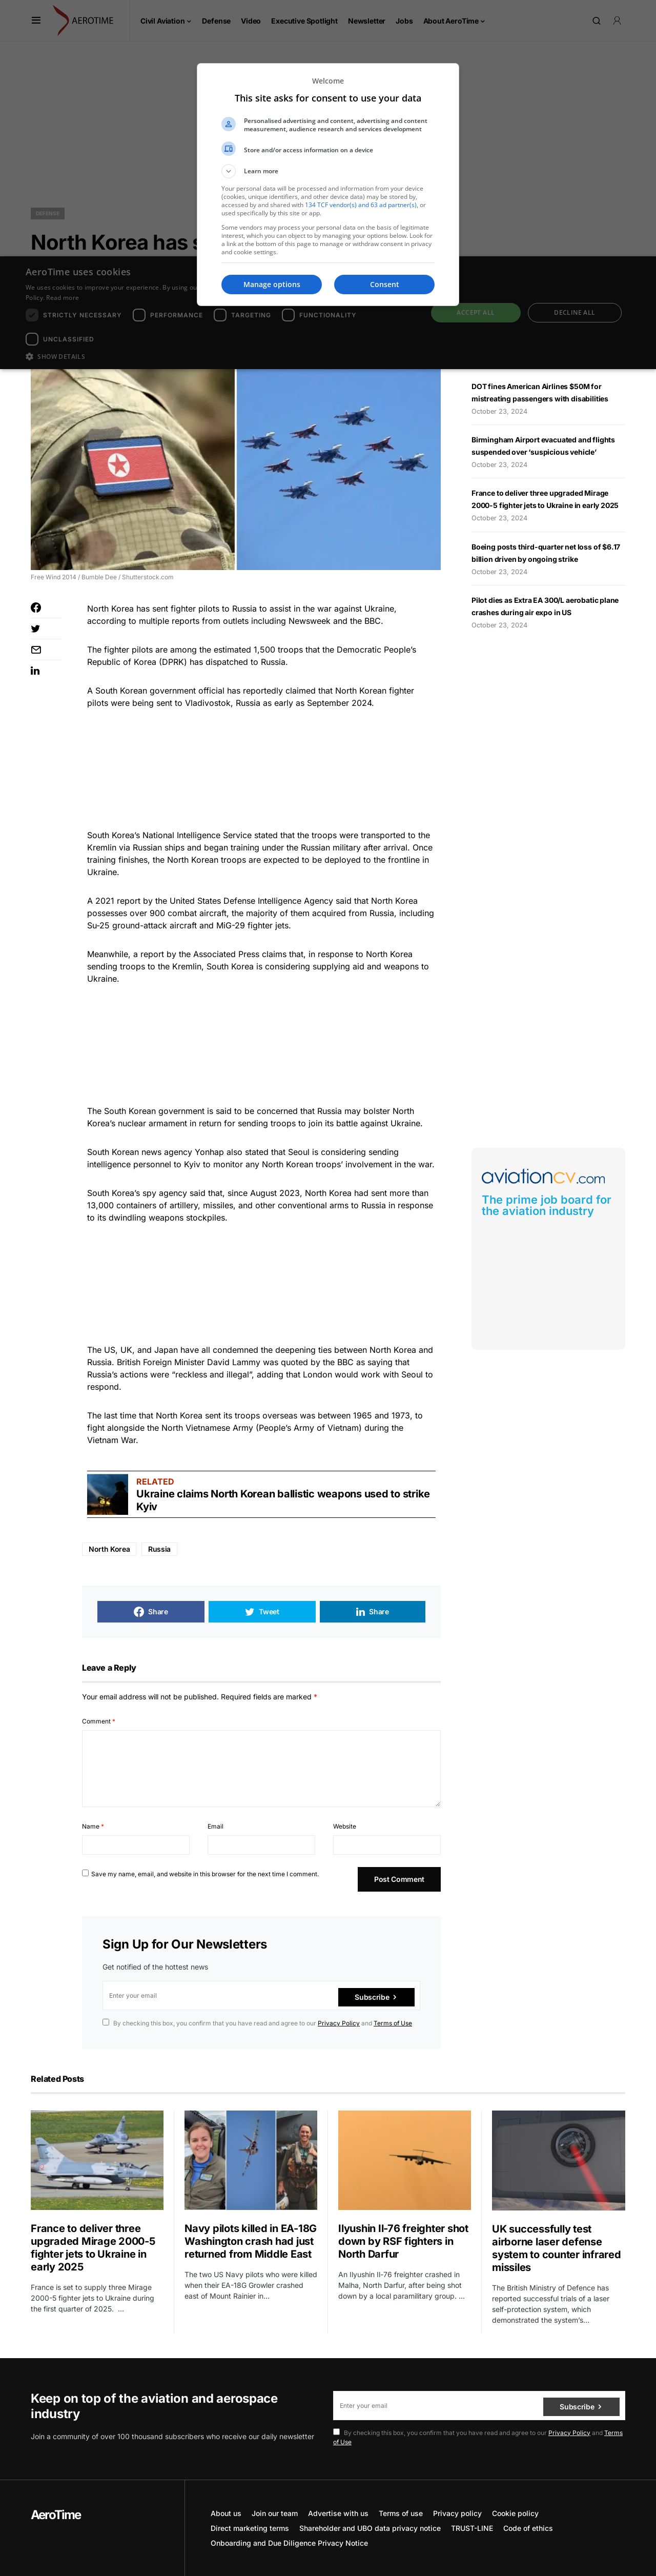 AEROTIME
Civil Aviation
Defense
Video
Executive Spotlight
Newsletter
Jobs
About AeroTime
Welcome
This site asks for consent to use your data
Personalised advertising and content, advertising and content
measurement, audience research and services development
Store and/or access information on a device
Learn more
Your personal data will be processed and information from your device
(cookies, unique identifiers, and other device data) may be stored by,
accessed by and shared with 134 TCF vendor(s) and 63 ad partner(s), or
used specifically by this site or app.
Some vendors may process your personal data on the basis of legitimate
interest, which you can object to by managing your options below. Look for
a link at the bottom of this page to manage or withdraw consent in privacy
and cookie settings.
Manage options
Consent
DEFENSE
North Korea has s
AeroTime uses cookies
We uses cookies to improve your experience. By using our
Policy. Read more
STRICTLY NECESSARY
PERFORMANCE
TARGETING
FUNCTIONALITY
UNCLASSIFIED
SHOW DETAILS
ACCEPT ALL
DECLINE ALL
Free Wind 2014 / Bumble Dee / Shutterstock.com
North Korea has sent fighter pilots to Russia to assist in the war against Ukraine,
according to multiple reports from outlets including Newsweek and the BBC.
The fighter pilots are among the estimated 1,500 troops that the Democratic People’s
Republic of Korea (DPRK) has dispatched to Russia.
A South Korean government official has reportedly claimed that North Korean fighter
pilots were being sent to Vladivostok, Russia as early as September 2024.
South Korea’s National Intelligence Service stated that the troops were transported to the
Kremlin via Russian ships and began training under the Russian military after arrival. Once
training finishes, the North Korean troops are expected to be deployed to the frontline in
Ukraine.
A 2021 report by the United States Defense Intelligence Agency said that North Korea
possesses over 900 combat aircraft, the majority of them acquired from Russia, including
Su-25 ground-attack aircraft and MiG-29 fighter jets.
Meanwhile, a report by the Associated Press claims that, in response to North Korea
sending troops to the Kremlin, South Korea is considering supplying aid and weapons to
Ukraine.
The South Korean government is said to be concerned that Russia may bolster North
Korea’s nuclear armament in return for sending troops to join its battle against Ukraine.
South Korean news agency Yonhap also stated that Seoul is considering sending
intelligence personnel to Kyiv to monitor any North Korean troops’ involvement in the war.
South Korea’s spy agency said that, since August 2023, North Korea had sent more than
13,000 containers of artillery, missiles, and other conventional arms to Russia in response
to its dwindling weapons stockpiles.
The US, UK, and Japan have all condemned the deepening ties between North Korea and
Russia. British Foreign Minister David Lammy was quoted by the BBC as saying that
Russia’s actions were “reckless and illegal”, adding that London would work with Seoul to
respond.
The last time that North Korea sent its troops overseas was between 1965 and 1973, to
fight alongside the North Vietnamese Army (People’s Army of Vietnam) during the
Vietnam War.
RELATED
Ukraine claims North Korean ballistic weapons used to strike
Kyiv
North Korea
Russia
Share
Tweet
Share
DOT fines American Airlines $50M for
mistreating passengers with disabilities
October 23, 2024
Birmingham Airport evacuated and flights
suspended over ‘suspicious vehicle’
October 23, 2024
France to deliver three upgraded Mirage
2000-5 fighter jets to Ukraine in early 2025
October 23, 2024
Boeing posts third-quarter net loss of $6.17
billion driven by ongoing strike
October 23, 2024
Pilot dies as Extra EA 300/L aerobatic plane
crashes during air expo in US
October 23, 2024
aviationcv.com
The prime job board for
the aviation industry
Leave a Reply
Your email address will not be published. Required fields are marked *
Comment *
Name *
Email
Website
Save my name, email, and website in this browser for the next time I comment.
Post Comment
Sign Up for Our Newsletters
Get notified of the hottest news
Enter your email
Subscribe
By checking this box, you confirm that you have read and agree to our Privacy Policy and Terms of Use
Related Posts
France to deliver three
upgraded Mirage 2000-5
fighter jets to Ukraine in
early 2025
France is set to supply three Mirage
2000-5 fighter jets to Ukraine during
the first quarter of 2025. …
Navy pilots killed in EA-18G
Washington crash had just
returned from Middle East
The two US Navy pilots who were killed
when their EA-18G Growler crashed
east of Mount Rainier in…
Ilyushin Il-76 freighter shot
down by RSF fighters in
North Darfur
An Ilyushin Il-76 freighter crashed in
Malha, North Darfur, after being shot
down by a local paramilitary group. …
UK successfully test
airborne laser defense
system to counter infrared
missiles
The British Ministry of Defence has
reported successful trials of a laser
self-protection system, which
demonstrated the system’s…
Keep on top of the aviation and aerospace
industry
Join a community of over 100 thousand subscribers who receive our daily newsletter
Enter your email
Subscribe
By checking this box, you confirm that you have read and agree to our Privacy Policy and Terms
of Use
AeroTime
About us
Join our team
Advertise with us
Terms of use
Privacy policy
Cookie policy
Direct marketing terms
Shareholder and UBO data privacy notice
TRUST-LINE
Code of ethics
Onboarding and Due Diligence Privacy Notice